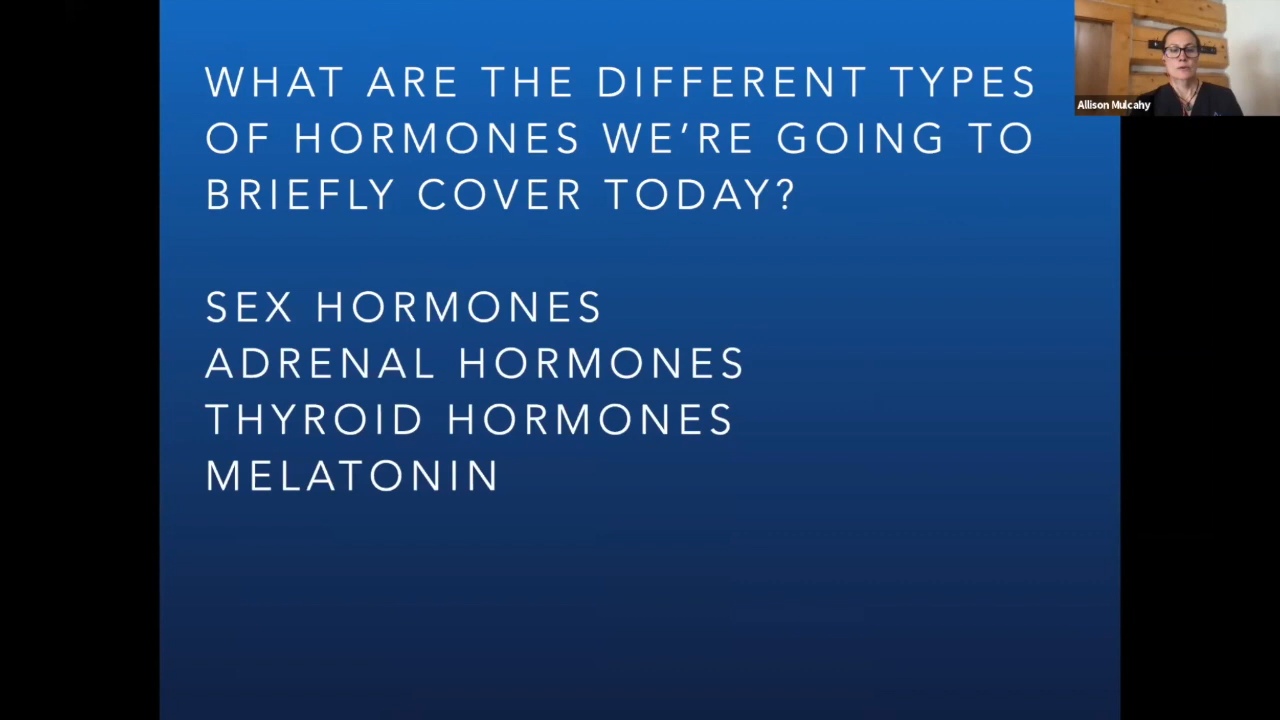 WHAT ARE THE DIFFERENT TYPES
OF HORMONES WE’RE GOING TO
BRIEFLY COVER TODAY?
SEX HORMONES
ADRENAL HORMONES
THYROID HORMONES
MELATONIN
Allison Mulcahy